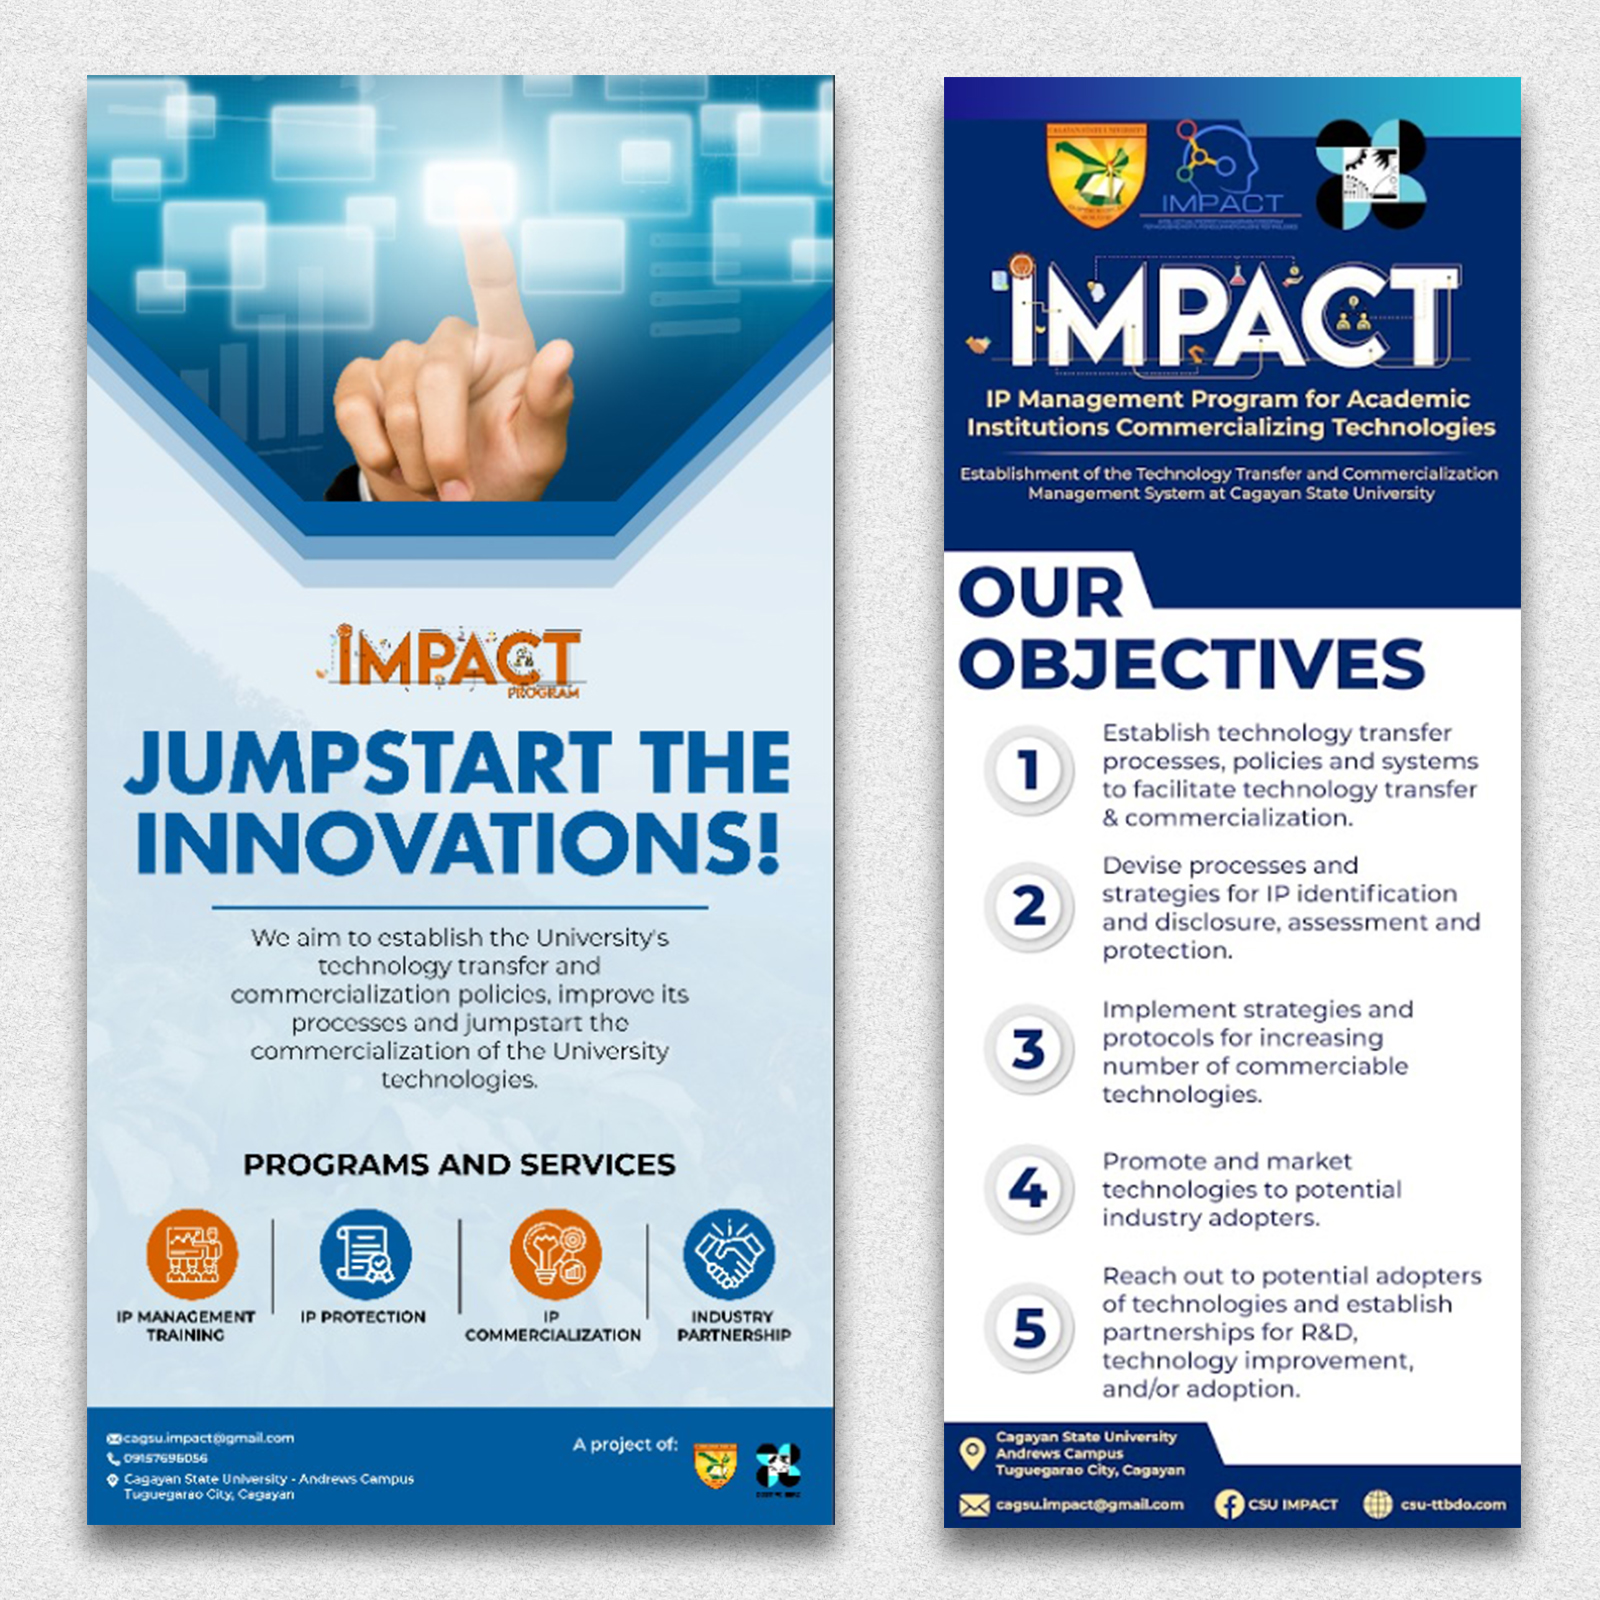 IMPACT
PROGRAM
JUMPSTART THE
INNOVATIONS!
We aim to establish the University's
technology transfer and
commercialization policies, improve its
processes and jumpstart the
commercialization of the University
technologies.
PROGRAMS AND SERVICES
IP MANAGEMENT
TRAINING
IP PROTECTION
IP
COMMERCIALIZATION
INDUSTRY
PARTNERSHIP
cagsu.impact@gmail.com
Cagayan State University - Andrews Campus
Tuguegarao City, Cagayan
A project of:
CAGAYAN STATE UNIVERSITY
IMPACT
IMPACT
IP Management Program for Academic
Institutions Commercializing Technologies
Establishment of the Technology Transfer and Commercialization
Management System at Cagayan State University
OUR
OBJECTIVES
1
Establish technology transfer
processes, policies and systems
to facilitate technology transfer
& commercialization.
2
Devise processes and
strategies for IP identification
and disclosure, assessment and
protection.
3
Implement strategies and
protocols for increasing
number of commerciable
technologies.
4
Promote and market
technologies to potential
industry adopters.
5
Reach out to potential adopters
of technologies and establish
partnerships for R&D,
technology improvement,
and/or adoption.
Cagayan State University
Andrews Campus
Tuguegarao City, Cagayan
cagsu.impact@gmail.com
CSU IMPACT
csu-ttbdo.com